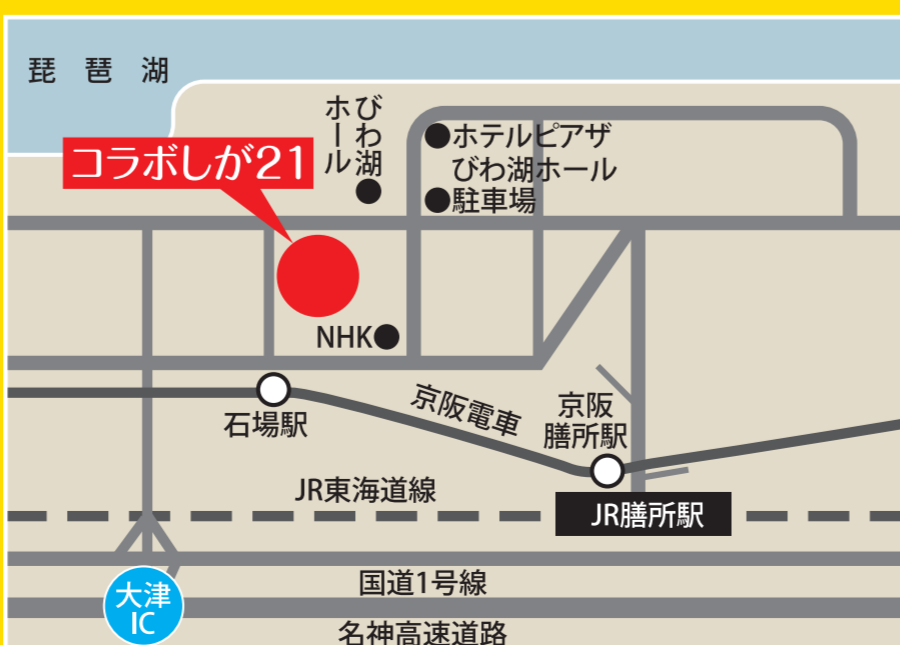 琵琶湖
びわ湖
ホール
コラボしが21
ホテルピアザ
びわ湖ホール
駐車場
NHK
石場駅
京阪電車
京阪
膳所駅
JR東海道線
JR膳所駅
国道1号線
大津
IC
名神高速道路